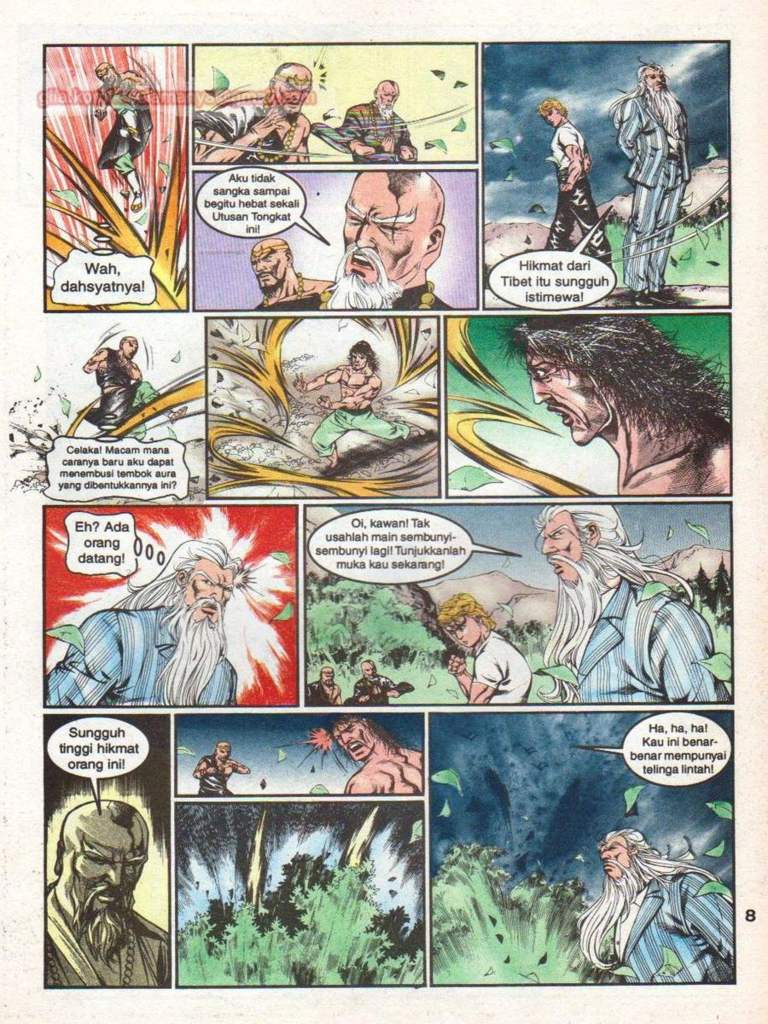 Wah,
dahsyatnya!
Aku tidak
sangka sampai
begitu hebat sekali
Utusan Tongkat
ini!
Hikmat dari
Tibet ini sungguh
istimewa!
Celaka! Macam mana
caranya baru aku dapat
menembusi tembok aura
yang dibentukkannya ini?
Eh? Ada
orang
datang!
Oi, kawan! Tak
usahlah main sembunyi-
sembunyi lagi! Tunjukkanlah
muka kau sekarang!
Sungguh
tinggi hikmat
orang ini!
Ha, ha, ha!
Kau ini benar-
benar mempunyai
telinga lintah!
8